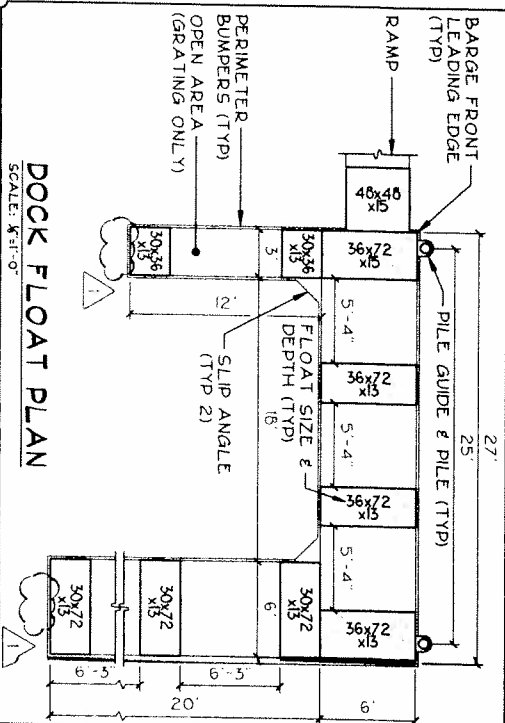 27'
25'
PILE GUIDE & PILE (TYP)
BARGE FRONT
LEADING EDGE
(TYP)
RAMP
48x48
x15
36x72
x15
5'-4"
36x72
x13
5'-4"
36x72
x13
5'-4"
36x72
x13
6'
PERIMETER
BUMPERS (TYP)
OPEN AREA
(GRATING ONLY)
30x36
x13
3'
30x36
x13
12'
SLIP ANGLE
(TYP 2)
FLOAT SIZE &
DEPTH (TYP)
18'
6'
30x72
x13
30x72
x13
30x72
x13
6'-3"
6'-3"
20'
1
1
DOCK FLOAT PLAN
SCALE: